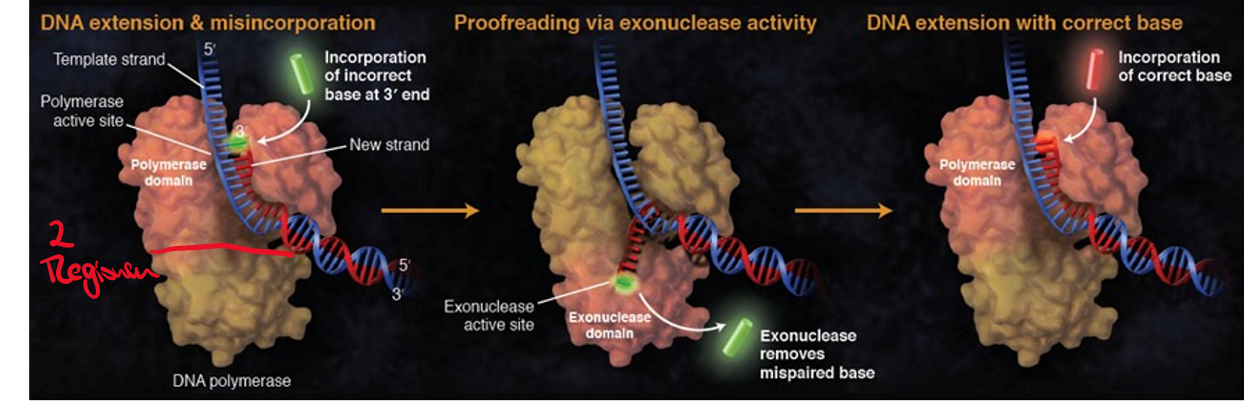 DNA extension & misincorporation
5′
Template strand
Incorporation
of incorrect
base at 3′ end
Polymerase
active site
3′
New strand
Polymerase
domain
2
Regionen
5′
3′
DNA polymerase
Proofreading via exonuclease activity
Exonuclease
active site
Exonuclease
domain
Exonuclease
removes
mispaired base
DNA extension with correct base
Incorporation
of correct base
Polymerase
domain